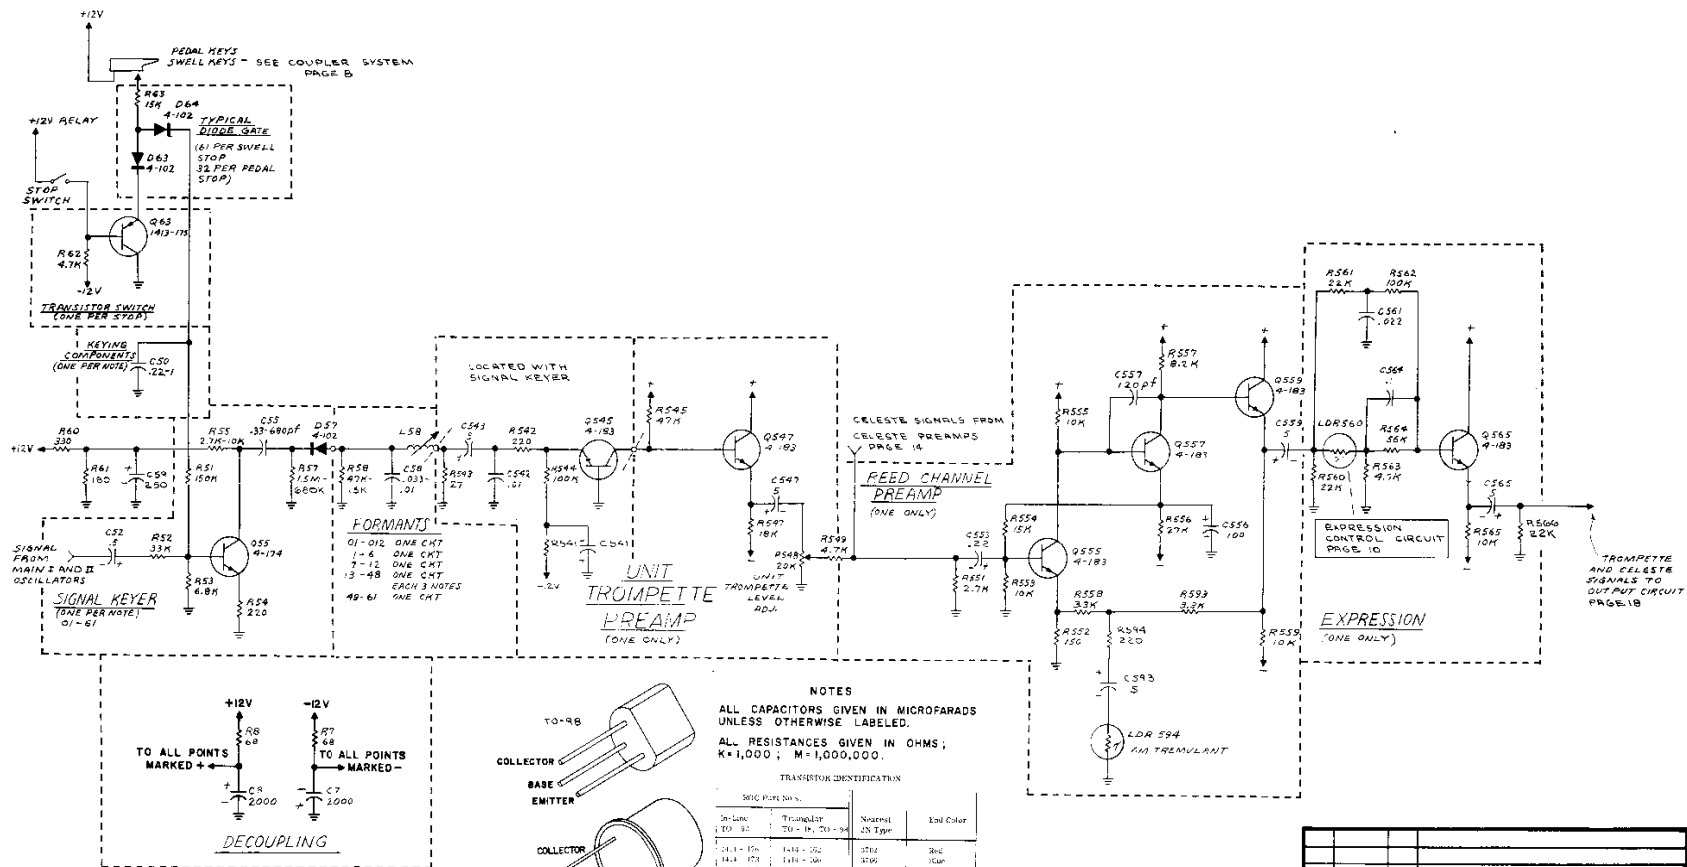 +12V
PEDAL KEYS
SWELL KEYS - SEE COUPLER SYSTEM
PAGE 8
R63
15K
D64
4-102
TYPICAL
DIODE GATE
(61 PER SWELL
STOP
32 PER PEDAL
STOP)
+12V RELAY
D63
4-102
STOP
SWITCH
Q63
1413-175
R62
4.7K
-12V
TRANSISTOR SWITCH
(ONE PER STOP)
KEYING
COMPONENTS
(ONE PER NOTE)
C50
.22-1
R60
330
+12V
R61
180
C59
250
R55
2.7K-10K
R51
150K
C55
.33-680pf
R57
1.5M-
680K
D57
4-102
R58
47K-
1.5K
L58
C58
.033-
.01
SIGNAL
FROM
MAIN I AND II
OSCILLATORS
C52
.5
R52
33K
Q55
4-174
R53
6.8K
R54
220
SIGNAL KEYER
(ONE PER NOTE)
01-61
FORMANTS
01-012 ONE CKT
1-6 ONE CKT
7-12 ONE CKT
13-48 ONE CKT
EACH 3 NOTES
49-61 ONE CKT
LOCATED WITH
SIGNAL KEYER
C543
5
R543
27
R542
220
C542
.01
R544
100K
R541
C541
Q545
4-183
R545
47K
Q547
4-183
C547
5
R547
18K
R548
20K
UNIT
TROMPETTE
LEVEL
ADJ.
UNIT
TROMPETTE
PREAMP
(ONE ONLY)
CELESTE SIGNALS FROM
CELESTE PREAMPS
PAGE 14
REED CHANNEL
PREAMP
(ONE ONLY)
R549
4.7K
R551
2.7K
C553
.22
R554
15K
R553
10K
R555
10K
Q555
4-183
R552
150
C557
120pf
R557
8.2K
Q557
4-183
R556
27K
C556
100
R558
33K
R593
3.3K
R594
220
C593
5
LDR 594
AM TREMULANT
Q559
4-183
C559
5
R559
10K
R561
22K
R562
100K
C561
.022
C564
.1
LDR560
R564
56K
R560
22K
R563
4.7K
Q565
4-183
C565
5
R565
10K
R566
22K
EXPRESSION
CONTROL CIRCUIT
PAGE 10
EXPRESSION
(ONE ONLY)
TROMPETTE
AND CELESTE
SIGNALS TO
OUTPUT CIRCUIT
PAGE 18
+12V
R8
68
TO ALL POINTS
MARKED +
C8
2000
-12V
R7
68
TO ALL POINTS
MARKED -
C7
2000
DECOUPLING
TO-98
COLLECTOR
BASE
EMITTER
COLLECTOR
NOTES
ALL CAPACITORS GIVEN IN MICROFARADS
UNLESS OTHERWISE LABELED.
ALL RESISTANCES GIVEN IN OHMS;
K=1,000; M=1,000,000.
TRANSISTOR IDENTIFICATION
In-Line
Triangular
Nearest
2N Type
End Color